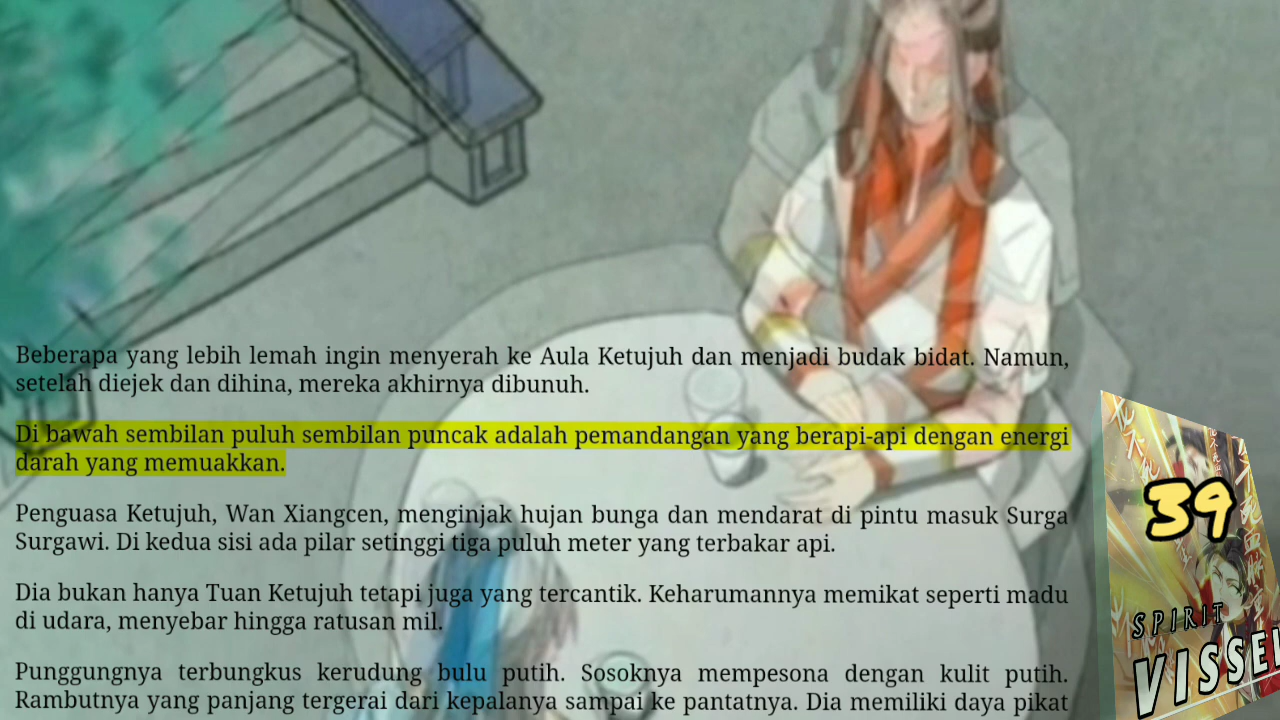 Beberapa yang lebih lemah ingin menyerah ke Aula Ketujuh dan menjadi budak bidat. Namun,
setelah diejek dan dihina, mereka akhirnya dibunuh.
Di bawah sembilan puluh sembilan puncak adalah pemandangan yang berapi-api dengan energi
darah yang memuakkan.
Penguasa Ketujuh, Wan Xiangcen, menginjak hujan bunga dan mendarat di pintu masuk Surga
Surgawi. Di kedua sisi ada pilar setinggi tiga puluh meter yang terbakar api.
Dia bukan hanya Tuan Ketujuh tetapi juga yang tercantik. Keharumannya memikat seperti madu
di udara, menyebar hingga ratusan mil.
Punggungnya terbungkus kerudung bulu putih. Sosoknya mempesona dengan kulit putih.
Rambutnya yang panjang tergerai dari kepalanya sampai ke pantatnya. Dia memiliki daya pikat
39
SPIRIT
VISSEL